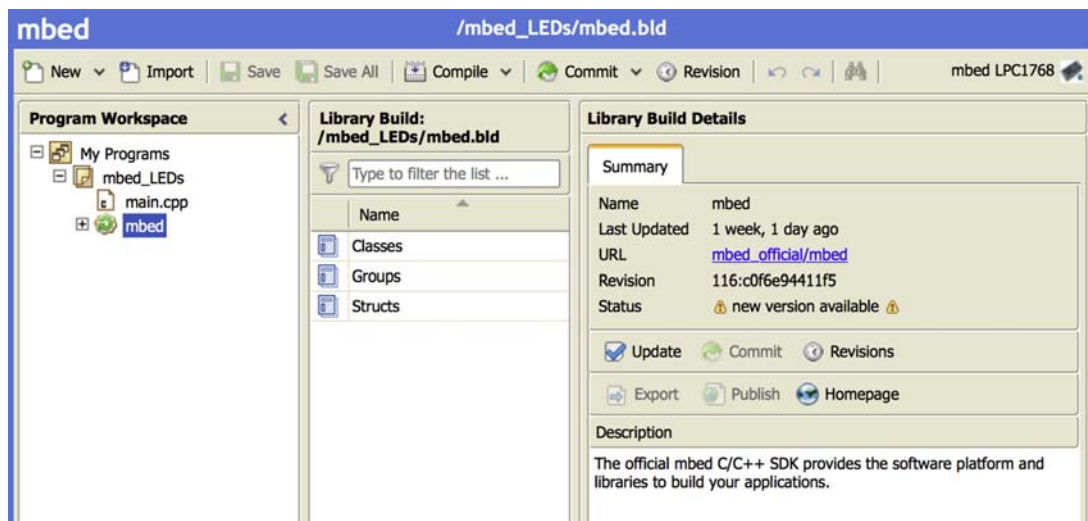 mbed
/mbed_LEDs/mbed.bld
New Import Save Save All Compile Commit Revision mbed LPC1768
Program Workspace
My Programs
mbed_LEDs
main.cpp
mbed
Library Build:
/mbed_LEDs/mbed.bld
Type to filter the list ...
Name
Classes
Groups
Structs
Library Build Details
Summary
Name mbed
Last Updated 1 week, 1 day ago
URL mbed_official/mbed
Revision 116:c0f6e94411f5
Status new version available
Update Commit Revisions
Export Publish Homepage
Description
The official mbed C/C++ SDK provides the software platform and
libraries to build your applications.